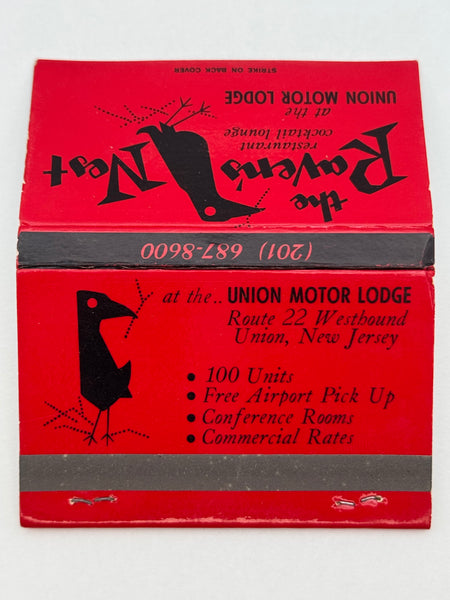 STRIKE ON BACK COVER
the
Raven's Nest
restaurant
cocktail lounge
at the
UNION MOTOR LODGE
(201) 687-8600
at the.. UNION MOTOR LODGE
Route 22 Westbound
Union, New Jersey
• 100 Units
• Free Airport Pick Up
• Conference Rooms
• Commercial Rates